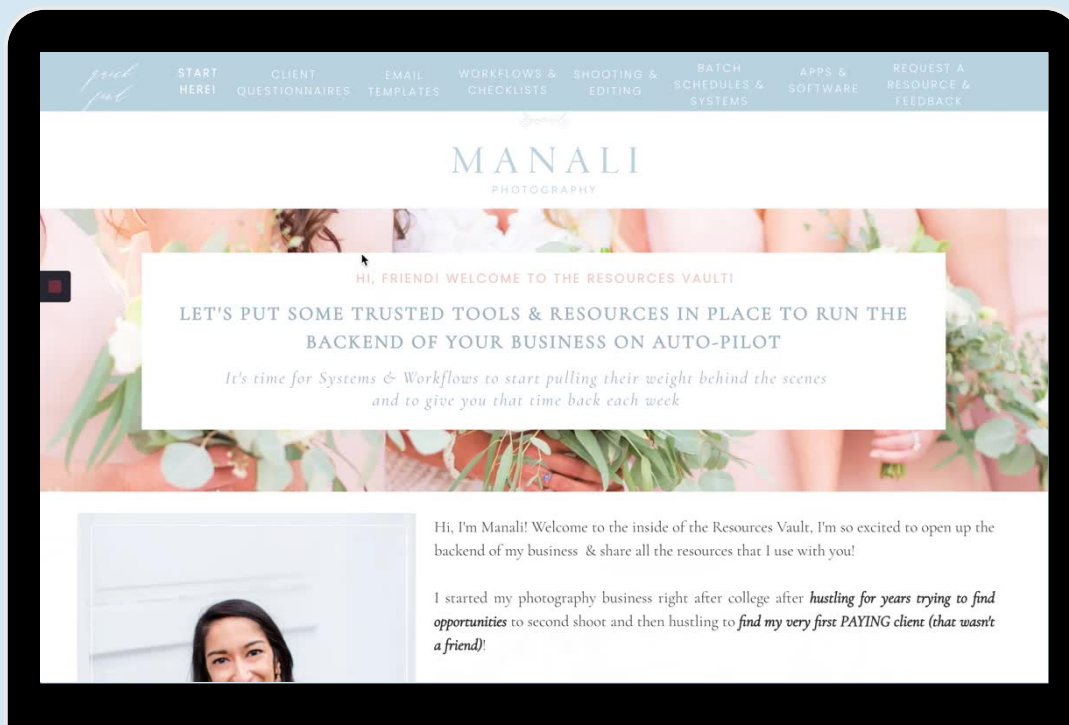 START
HERE!
CLIENT
QUESTIONNAIRES
EMAIL
TEMPLATES
WORKFLOWS &
CHECKLISTS
SHOOTING &
EDITING
BATCH
SCHEDULES &
SYSTEMS
APPS &
SOFTWARE
REQUEST A
RESOURCE &
FEEDBACK
MANALI
PHOTOGRAPHY
HI, FRIEND! WELCOME TO THE RESOURCES VAULT!
LET'S PUT SOME TRUSTED TOOLS & RESOURCES IN PLACE TO RUN THE
BACKEND OF YOUR BUSINESS ON AUTO-PILOT
It's time for Systems & Workflows to start pulling their weight behind the scenes
and to give you that time back each week
Hi, I'm Manali! Welcome to the inside of the Resources Vault, I'm so excited to open up the
backend of my business & share all the resources that I use with you!
I started my photography business right after college after hustling for years trying to find
opportunities to second shoot and then hustling to find my very first PAYING client (that wasn't
a friend)!